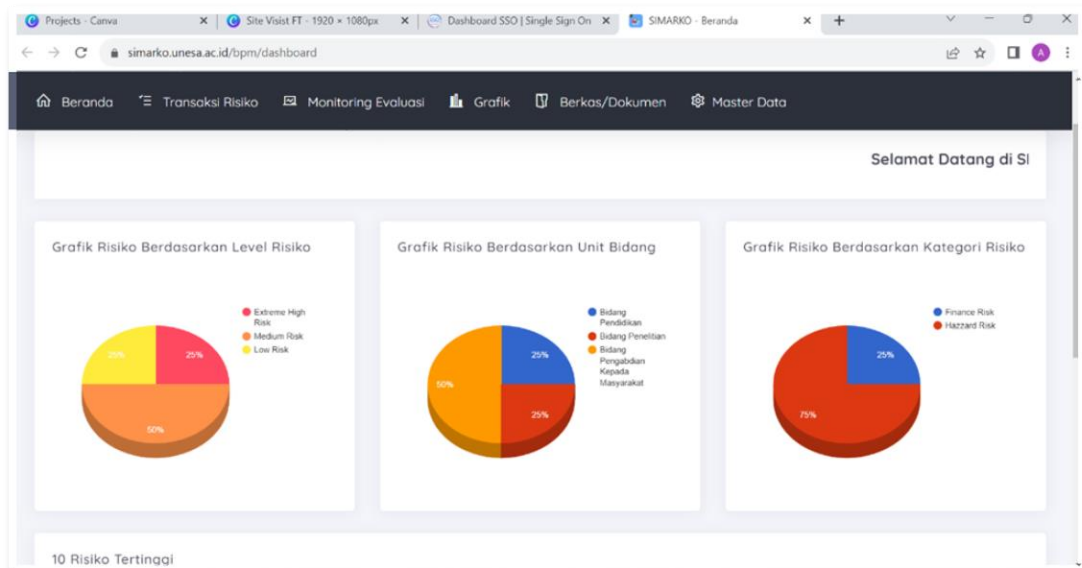 Projects - Canva
Site Visist FT - 1920 × 1080px
Dashboard SSO | Single Sign On
SIMARKO - Beranda
simarko.unesa.ac.id/bpm/dashboard
A
Beranda
Transaksi Risiko
Monitoring Evaluasi
Grafik
Berkas/Dokumen
Master Data
Selamat Datang di SI
Grafik Risiko Berdasarkan Level Risiko
25%
25%
50%
Extreme High
Risk
Medium Risk
Low Risk
Grafik Risiko Berdasarkan Unit Bidang
50%
25%
25%
Bidang
Pendidikan
Bidang Penelitian
Bidang
Pengabdian
Kepada
Masyarakat
Grafik Risiko Berdasarkan Kategori Risiko
25%
75%
Finance Risk
Hazzard Risk
10 Risiko Tertinggi